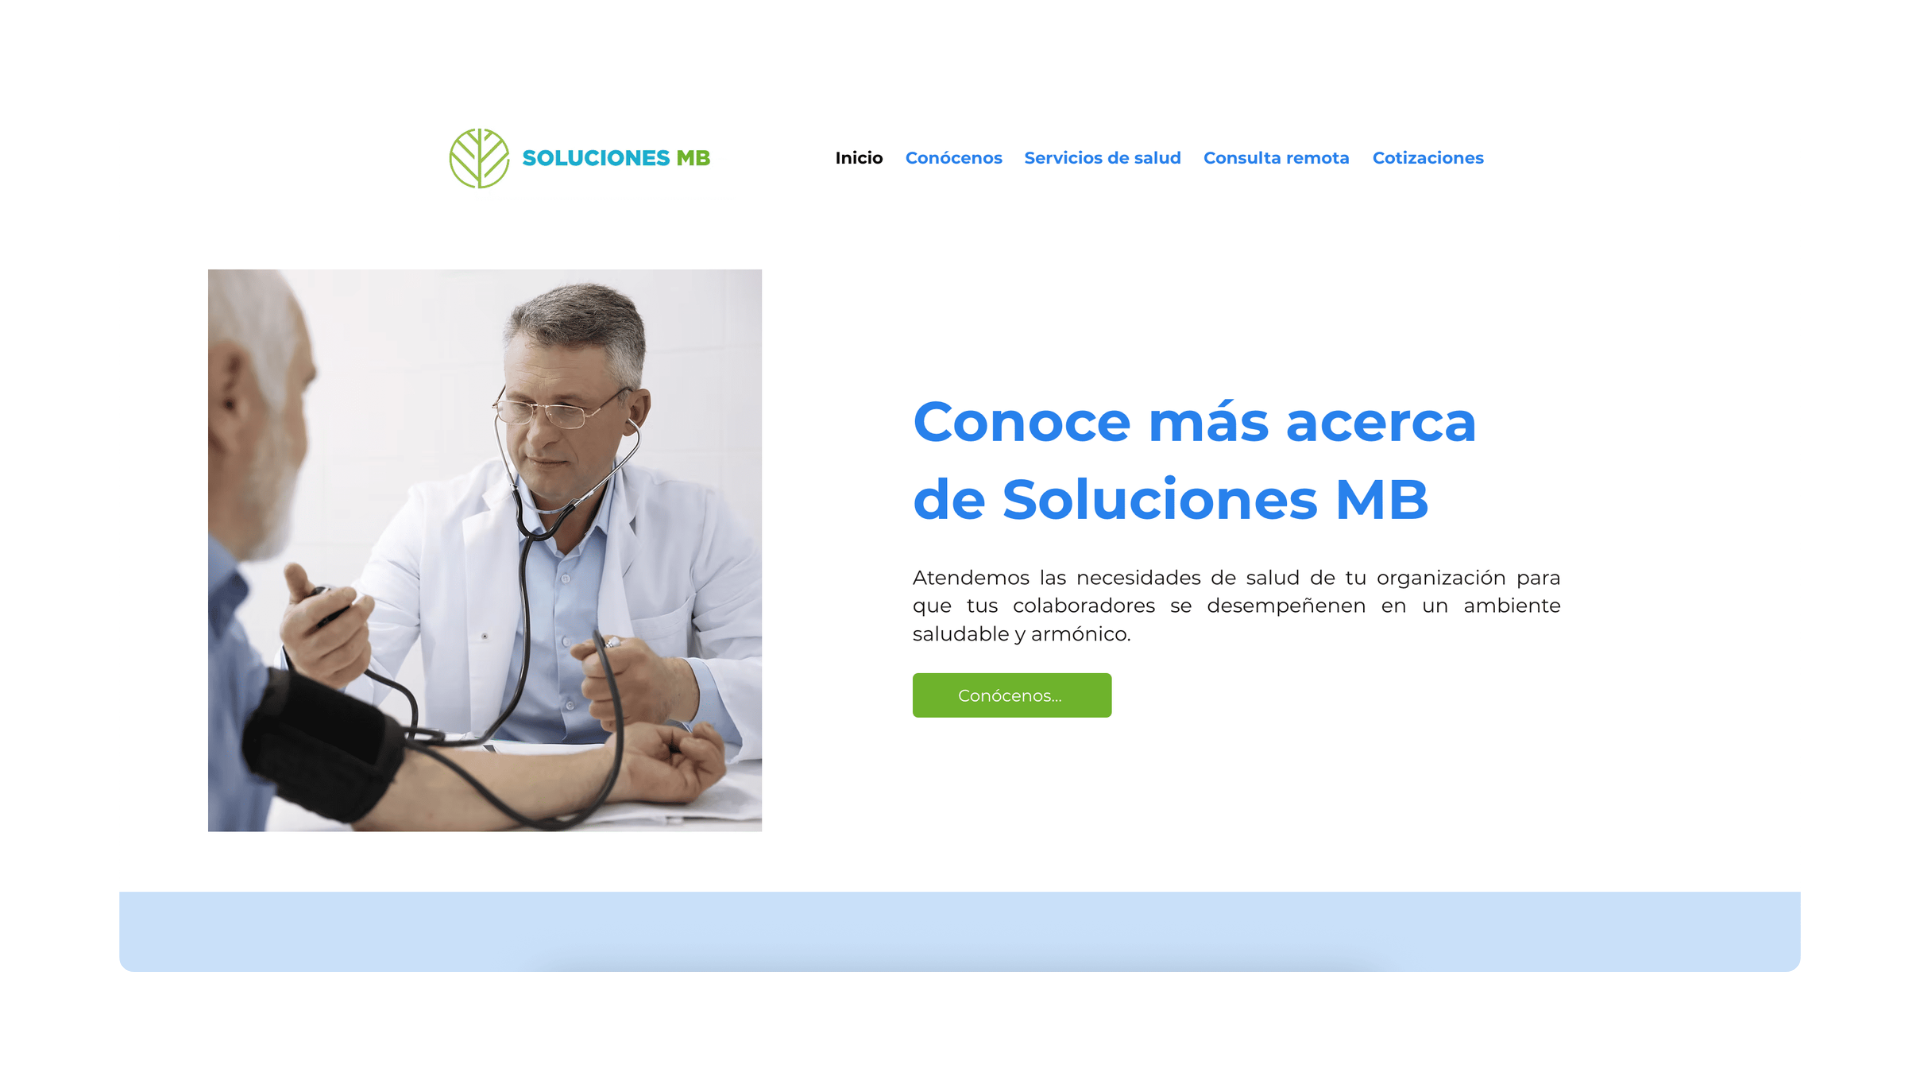 SOLUCIONES MB
Inicio Conócenos Servicios de salud Consulta remota Cotizaciones
Conoce más acerca
de Soluciones MB
Atendemos las necesidades de salud de tu organización para
que tus colaboradores se desempeñenen en un ambiente
saludable y armónico.
Conócenos...